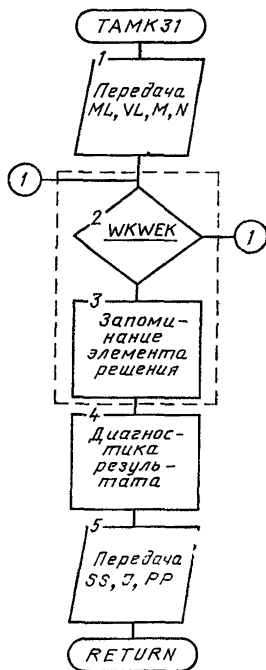 ТАМК31
1
Передача
ML, VL, M, N
1
2
WKWEK
1
3
Запоми-
нание
элемента
решения
4
Диагнос-
тика
резуль-
тата
5
Передача
SS, J, PP
RETURN